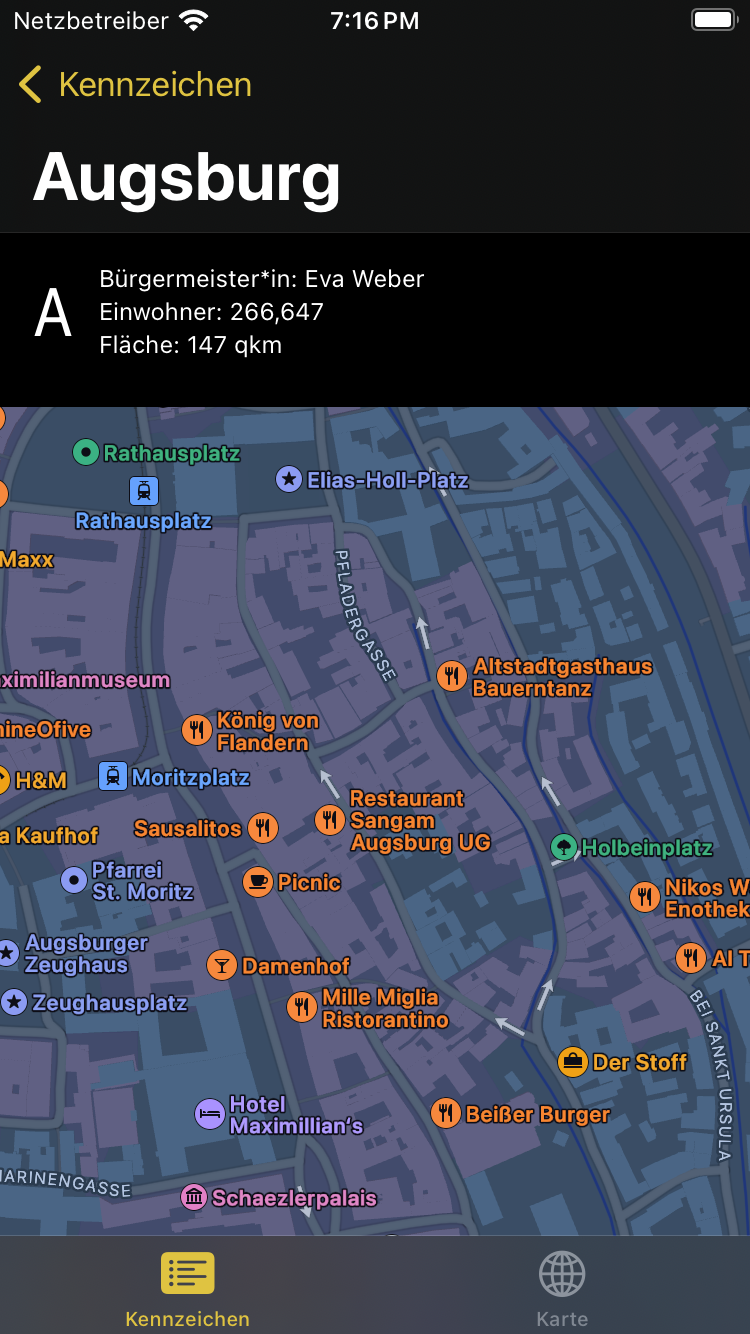 Netzbetreiber 7:16 PM
Kennzeichen
Augsburg
A
Bürgermeister*in: Eva Weber
Einwohner: 266,647
Fläche: 147 qkm
Rathausplatz
Elias-Holl-Platz
Rathausplatz
Maxx
PFLADERGASSE
Altstadtgasthaus
Bauerntanz
ximilianmuseum
König von
Flandern
nineOfive
H&M
Moritzplatz
Restaurant
Sangam
Augsburg UG
Sausalitos
a Kaufhof
Holbeinplatz
Pfarrei
St. Moritz
Picnic
Nikos W
Enothek
Augsburger
Zeughaus
Damenhof
Al T
Zeughausplatz
Mille Miglia
Ristorantino
BEI SANKT URSULA
Der Stoff
Hotel
Maximillian's
Beißer Burger
ARINENGASSE
Schaezlerpalais
Kennzeichen
Karte